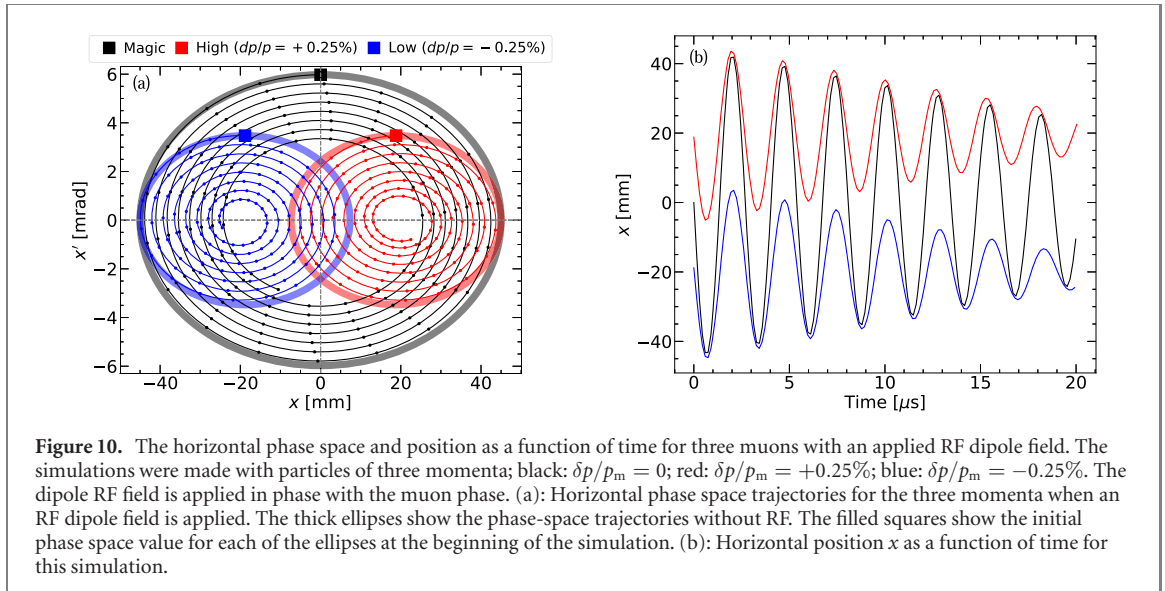 Magic High (dp/p = +0.25%) Low (dp/p = −0.25%)
(a)
6
4
2
0
−2
−4
−6
x′ [mrad]
−40 −20 0 20 40
x [mm]
(b)
40
20
0
−20
−40
x [mm]
0 5 10 15 20
Time [μs]
Figure 10. The horizontal phase space and position as a function of time for three muons with an applied RF dipole field. The
simulations were made with particles of three momenta; black: δp/pm = 0; red: δp/pm = +0.25%; blue: δp/pm = −0.25%. The
dipole RF field is applied in phase with the muon phase. (a): Horizontal phase space trajectories for the three momenta when an
RF dipole field is applied. The thick ellipses show the phase-space trajectories without RF. The filled squares show the initial
phase space value for each of the ellipses at the beginning of the simulation. (b): Horizontal position x as a function of time for
this simulation.